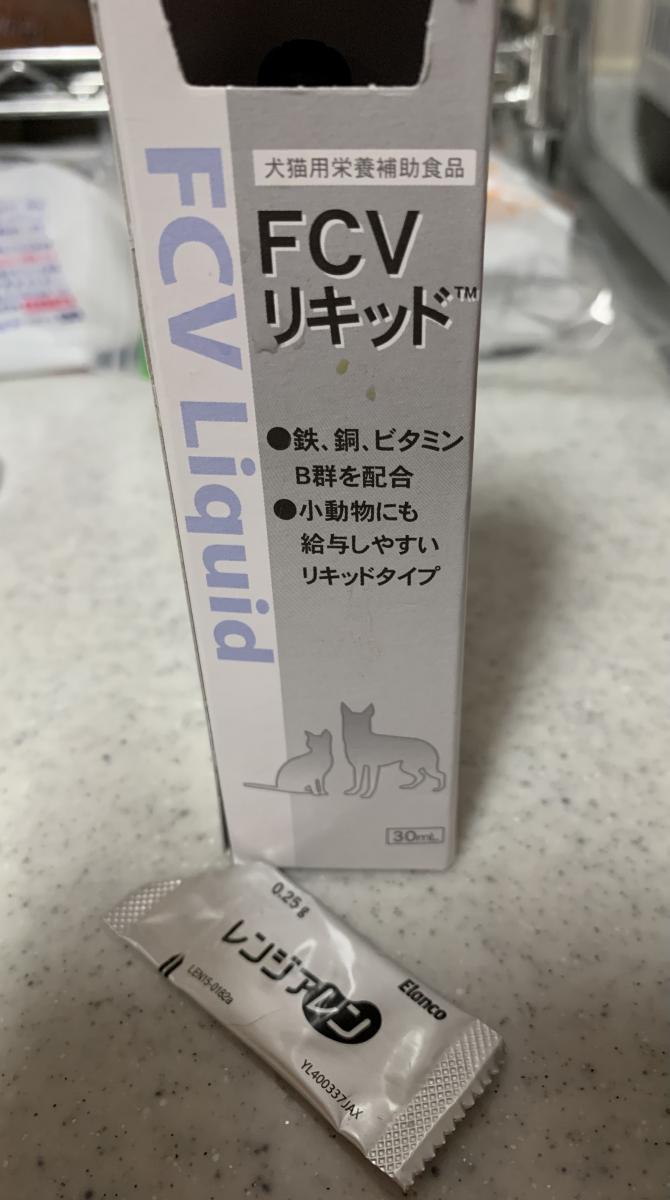 犬猫用栄養補助食品
FCV
リキッド™
FCV Liquid
●鉄、銅、ビタミン
B群を配合
●小動物にも
給与しやすい
リキッドタイプ
30mL
0.25g
レンジアレン
Elanco
LEN15-0182a
YL400337JAX